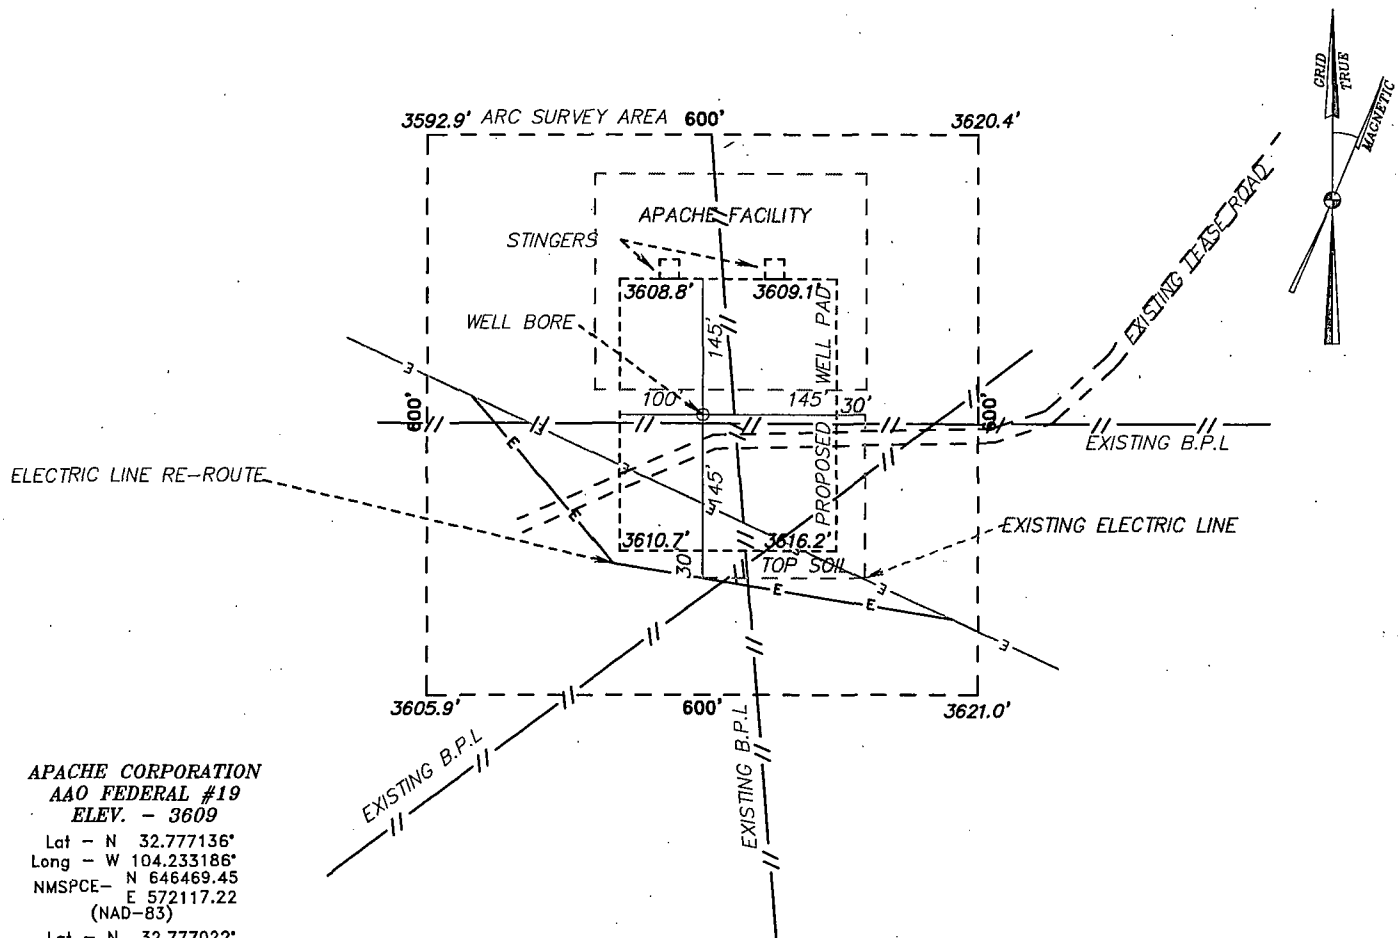 GRID
TRUE
MAGNETIC
3592.9' ARC SURVEY AREA 600' 3620.4'
APACHE FACILITY
STINGERS
3608.8' 3609.1'
WELL BORE
145'
PROPOSED WELL PAD
EXISTING LEASE ROAD
E
100' 145' 30'
600' 600'
E
EXISTING B.P.L
E
E
ELECTRIC LINE RE-ROUTE
145'
E
E
EXISTING ELECTRIC LINE
3610.7' 3616.2'
30'
TOP SOIL
E
E
E
E
3605.9' 600' 3621.0'
EXISTING B.P.L
EXISTING B.P.L
APACHE CORPORATION
AAO FEDERAL #19
ELEV. - 3609
Lat - N 32.777136°
Long - W 104.233186°
NMSPCE- N 646469.45
E 572117.22
(NAD-83)
Lat - N 32.777022°